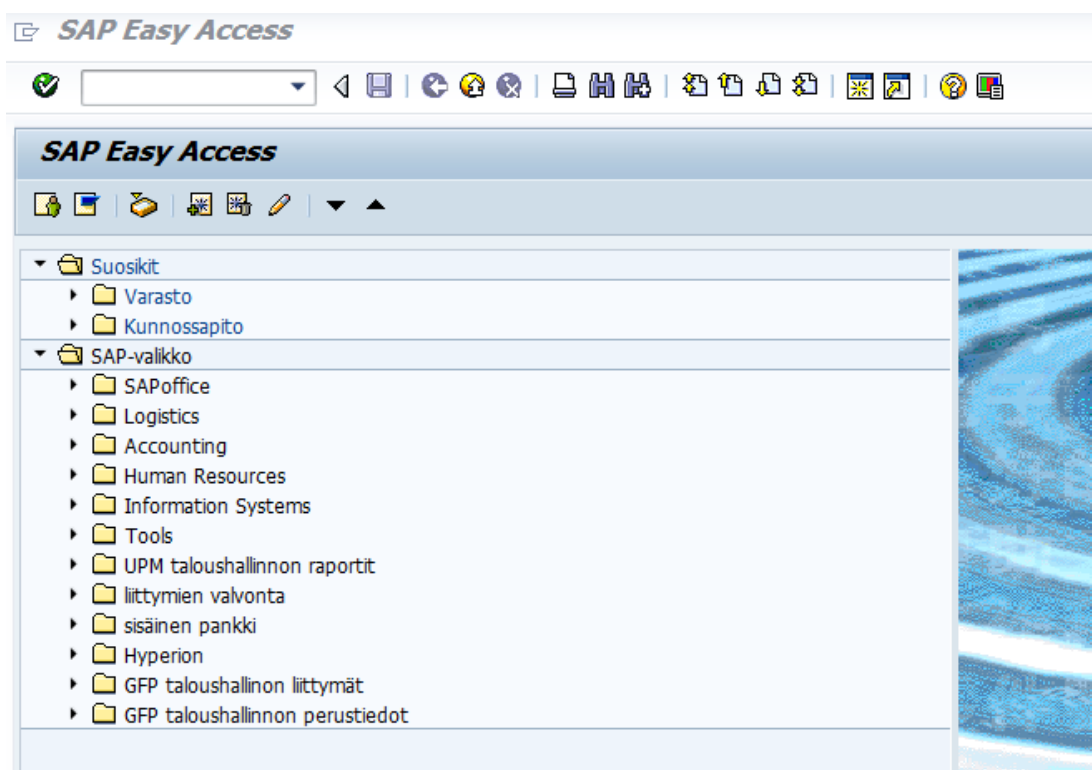 SAP Easy Access
SAP Easy Access
Suosikit
Varasto
Kunnossapito
SAP-valikko
SAPoffice
Logistics
Accounting
Human Resources
Information Systems
Tools
UPM taloushallinnon raportit
liittymien valvonta
sisäinen pankki
Hyperion
GFP taloushallinon liittymät
GFP taloushallinnon perustiedot